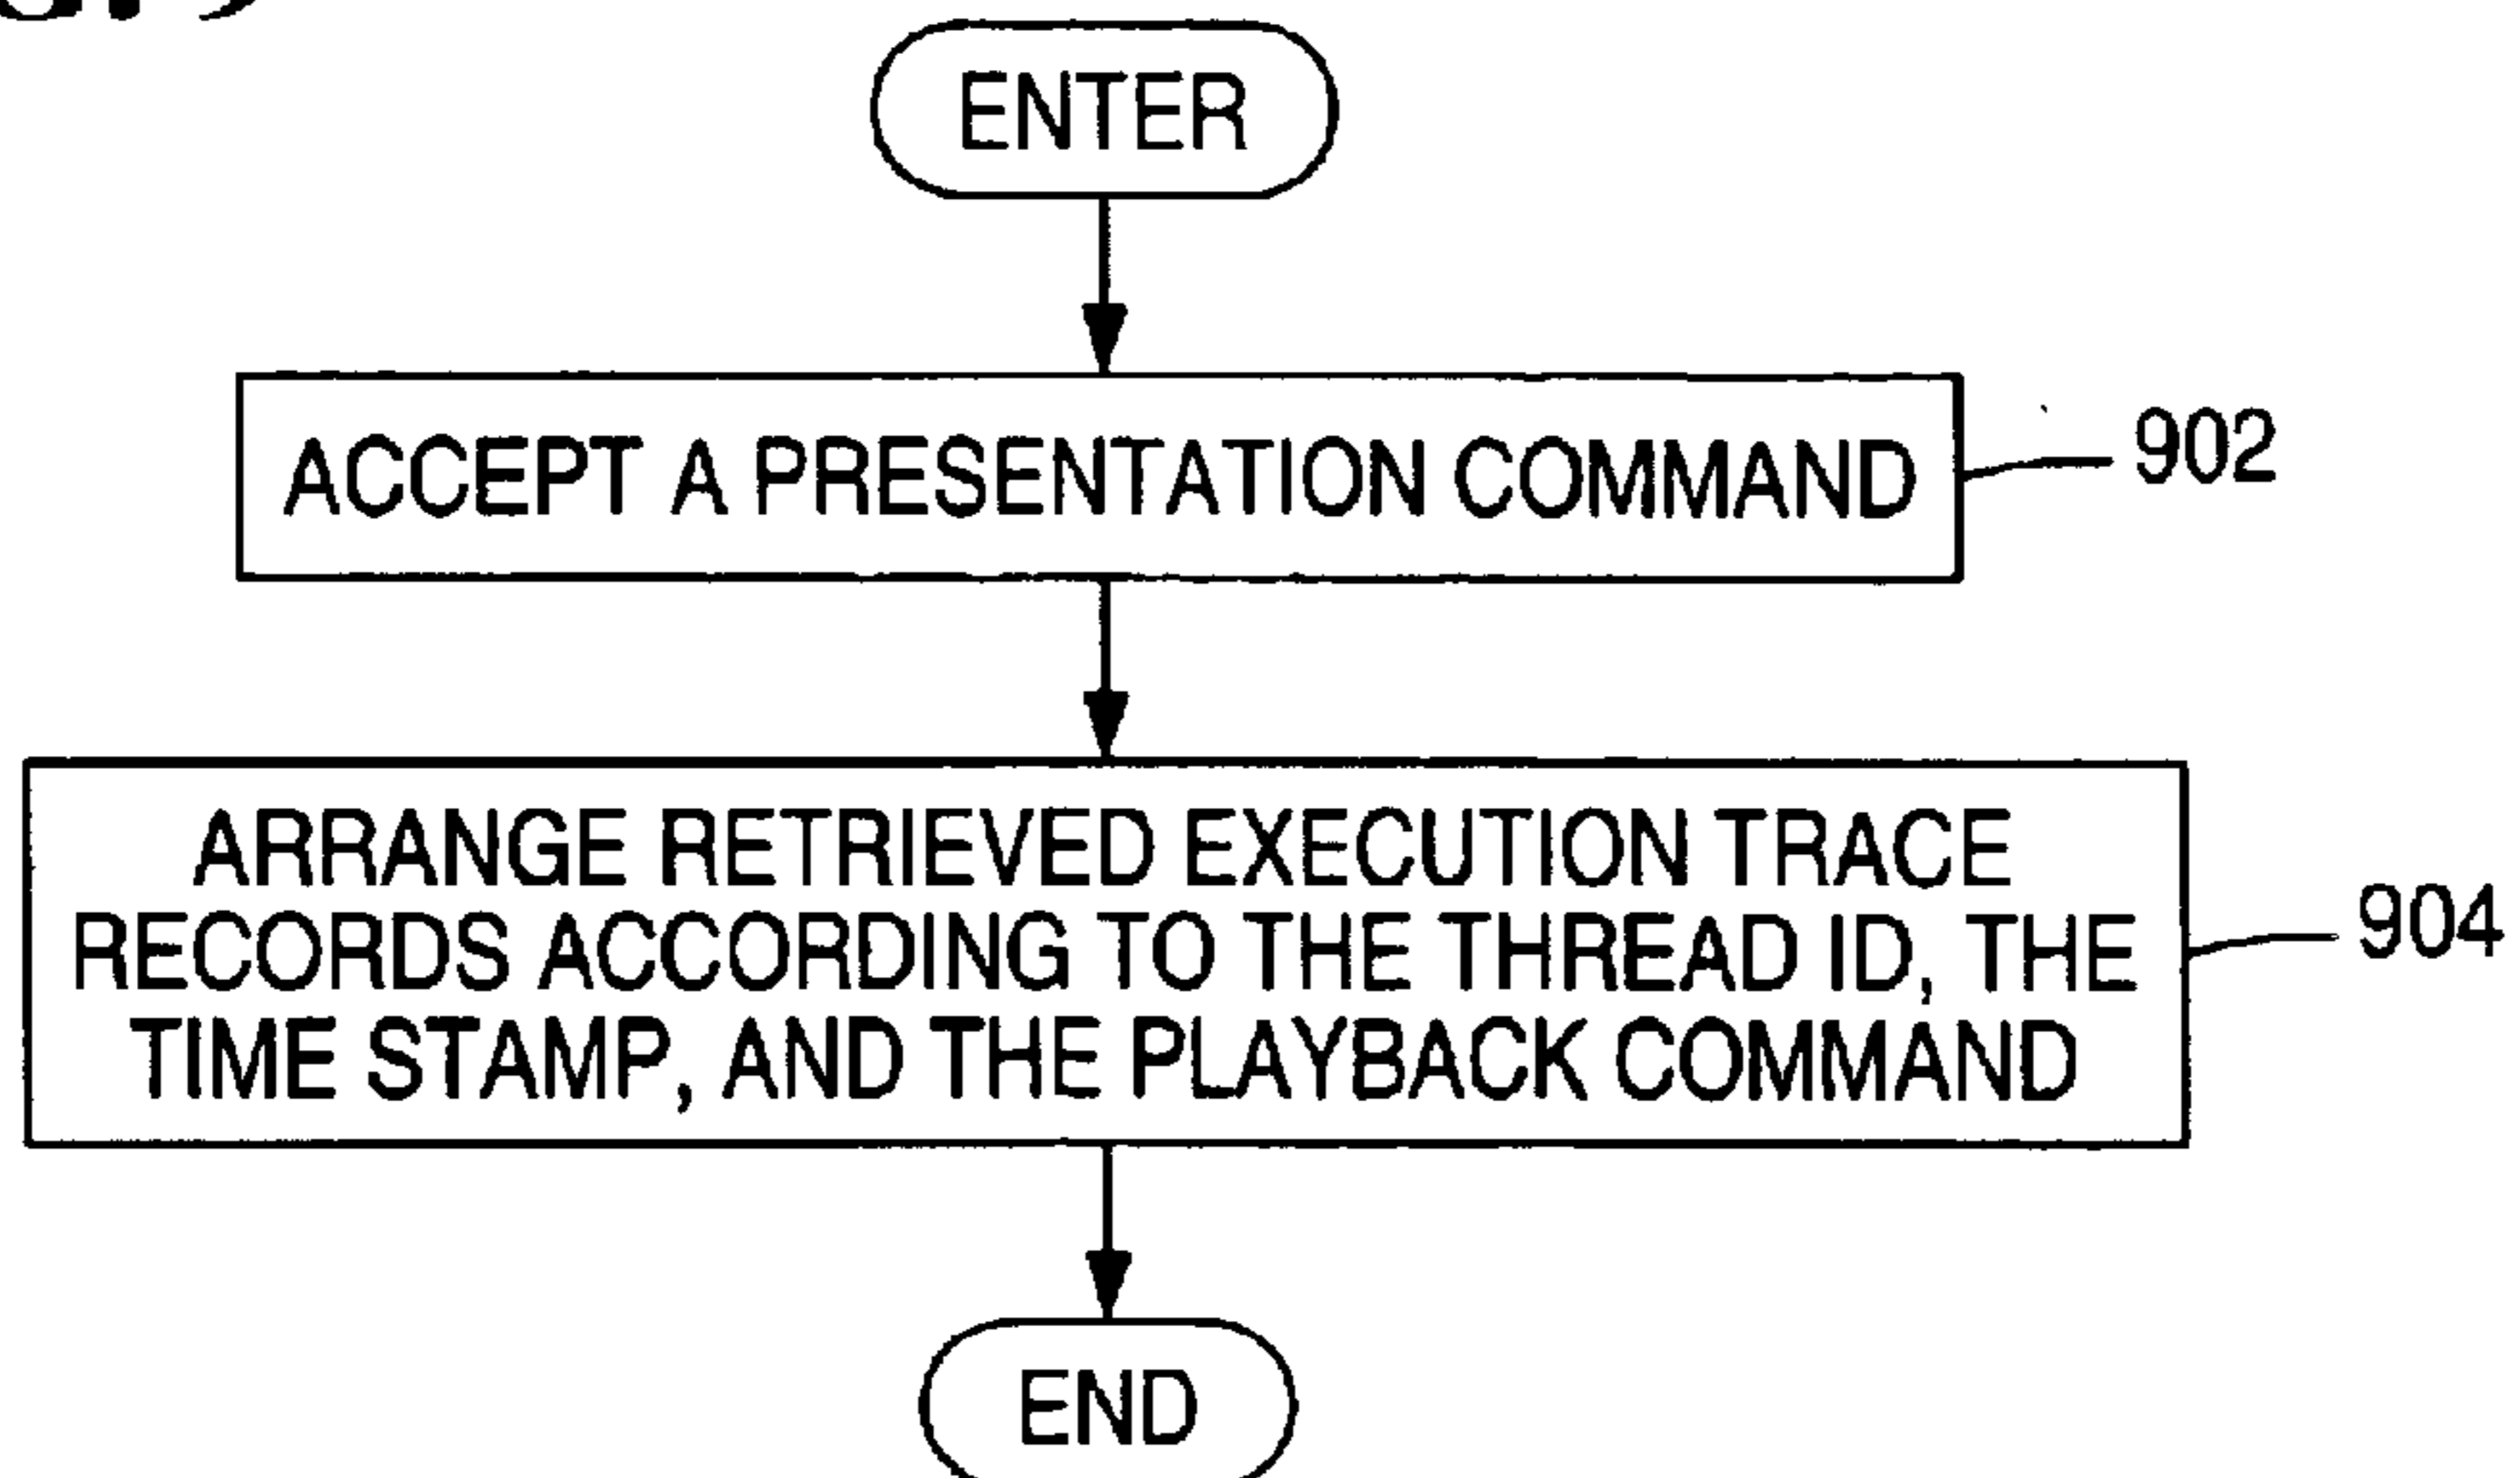 ENTER
ACCEPT A PRESENTATION COMMAND
902
ARRANGE RETRIEVED EXECUTION TRACE
RECORDS ACCORDING TO THE THREAD ID, THE
TIME STAMP, AND THE PLAYBACK COMMAND
904
END